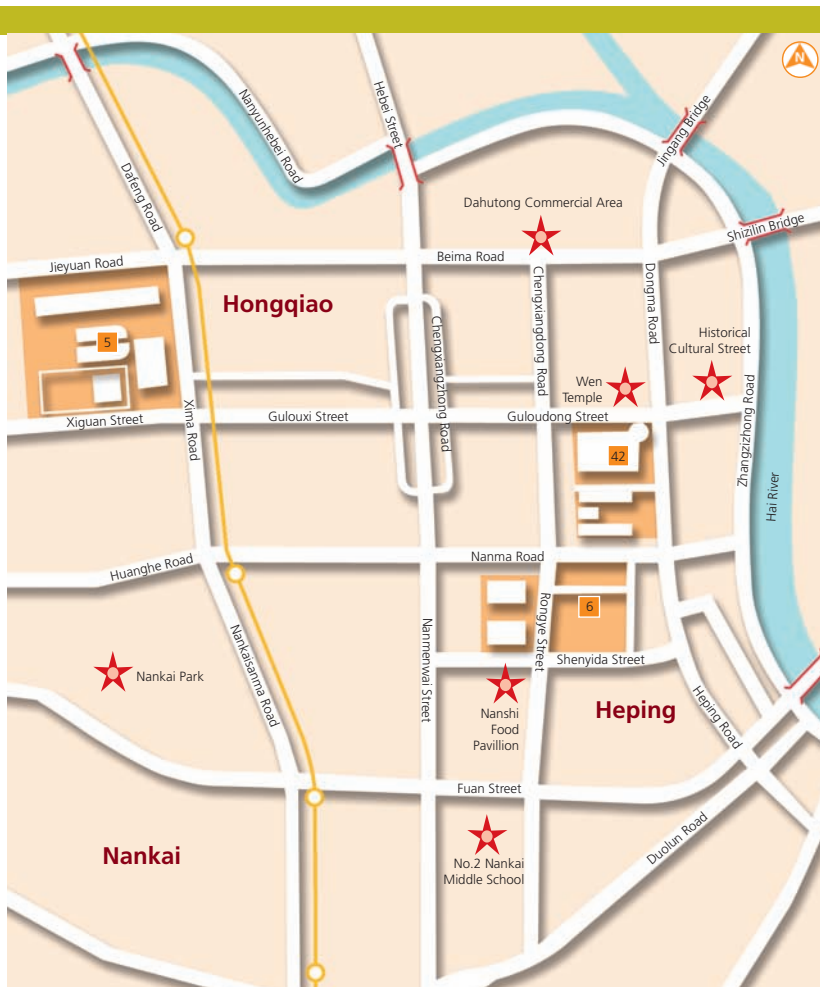 N
Nanyunhebei Road
Hebei Street
Jingang Bridge
Dafeng Road
Dahutong Commercial Area
Shizilin Bridge
Jieyuan Road
Beima Road
Hongqiao
Chengxiangdong Road
Dongma Road
Chengxiangzhong Road
Historical
Cultural Street
5
Wen
Temple
Xima Road
Zhangzizhong Road
Xiguan Street
Gulouxi Street
Guloudong Street
42
Hai River
Nanma Road
Huanghe Road
6
Rongye Street
Nanmenwai Street
Nankaisanma Road
Shenyida Street
Nankai Park
Nanshi
Food
Pavillion
Heping
Heping Road
Fuan Street
Duolun Road
Nankai
No.2 Nankai
Middle School